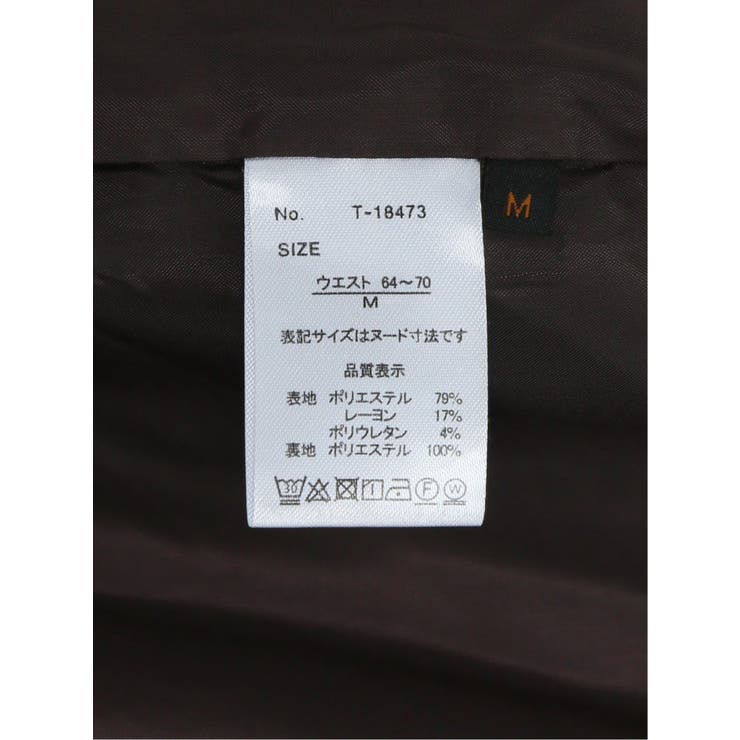 No. T-18473
M
SIZE
ウエスト 64〜70
M
表記サイズはヌード寸法です
品質表示
表地 ポリエステル 79%
レーヨン 17%
ポリウレタン 4%
裏地 ポリエステル 100%
30 F W